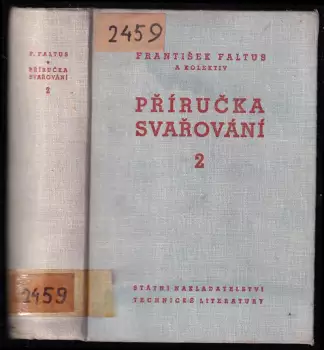 F. FALTUS
PŘÍRUČKA
SVAŘOVÁNÍ
2
2459
2459
FRANTIŠEK FALTUS
A KOLEKTIV
PŘÍRUČKA
SVAŘOVÁNÍ
2
STÁTNÍ NAKLADATELSTVÍ
TECHNICKÉ LITERATURY